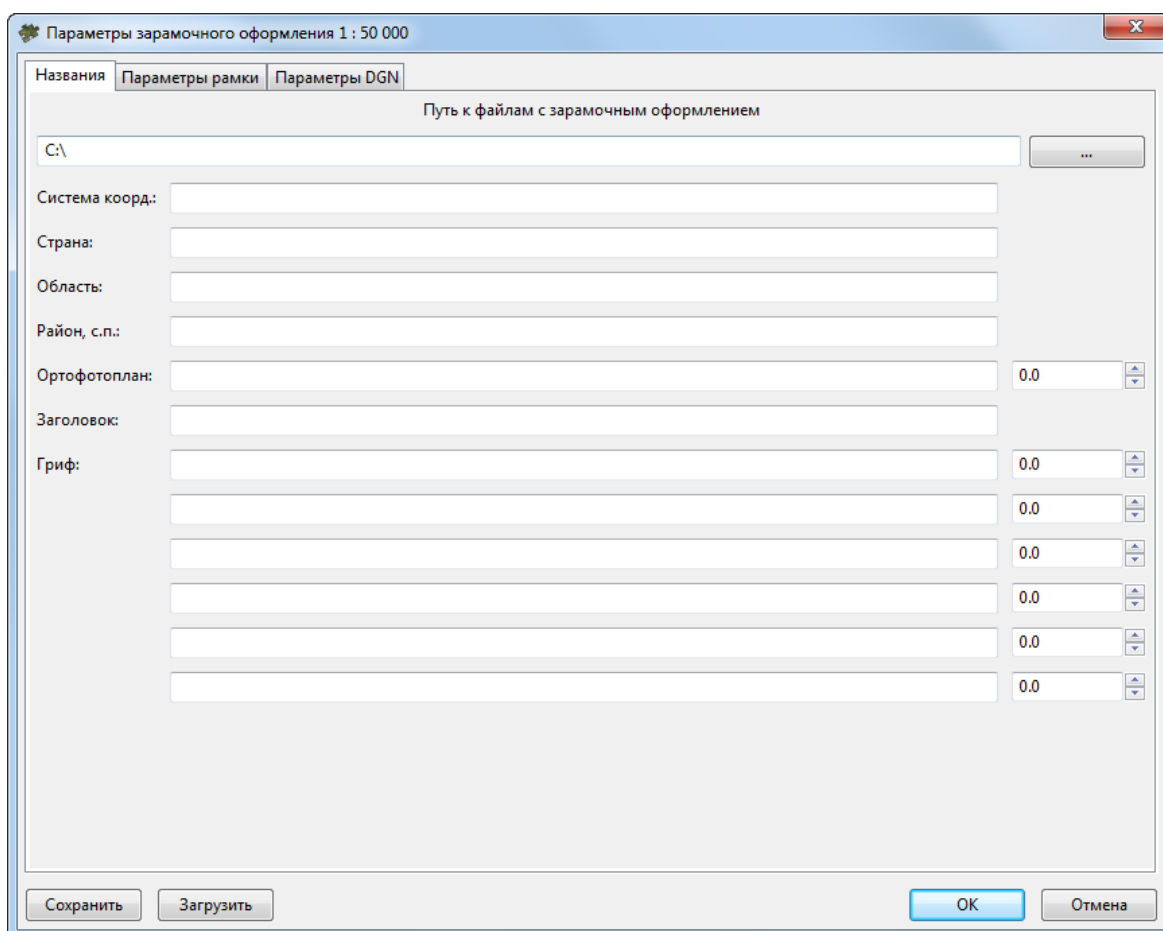 Параметры зарамочного оформления 1 : 50 000
Названия Параметры рамки Параметры DGN
Путь к файлам с зарамочным оформлением
C:\ ...
Система коорд.:
Страна:
Область:
Район, с.п.:
Ортофотоплан: 0.0
Заголовок:
Гриф: 0.0
0.0
0.0
0.0
0.0
0.0
Сохранить Загрузить OK Отмена